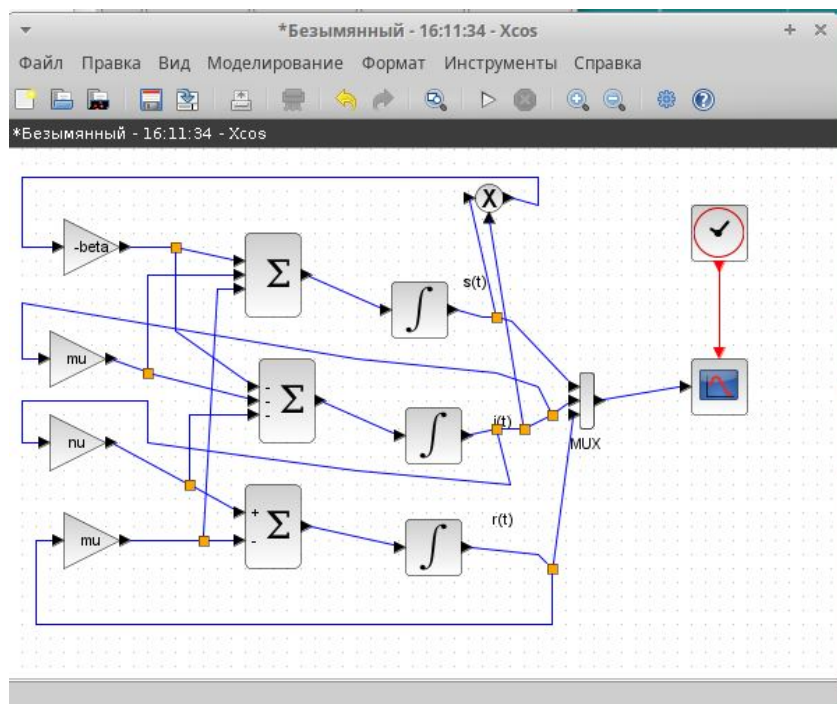 *Безымянный - 16:11:34 - Xcos
Файл Правка Вид Моделирование Формат Инструменты Справка
*Безымянный - 16:11:34 - Xcos
X
-beta
Σ
s(t)
∫
mu
-
-
-
Σ
i(t)
∫
MUX
nu
+
-
Σ
r(t)
∫
mu